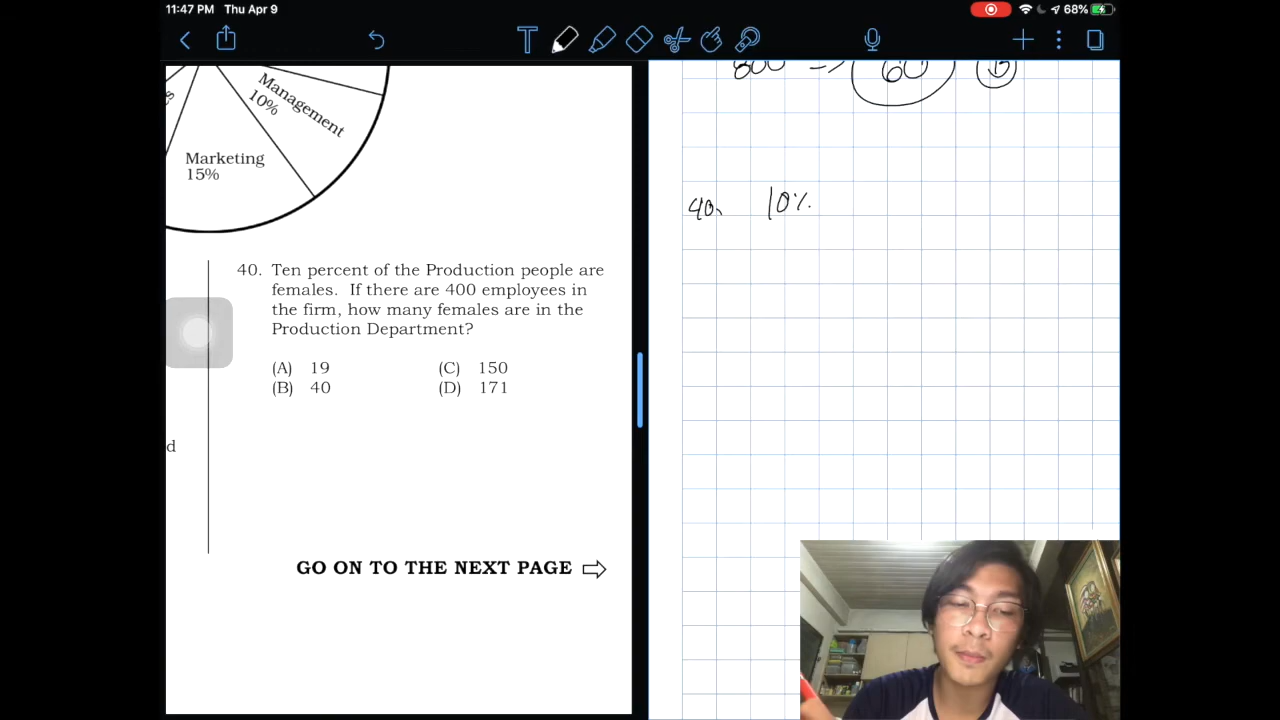 11:47 PM Thu Apr 9
68%
T
Management
10%
Marketing
15%
40. Ten percent of the Production people are
females. If there are 400 employees in
the firm, how many females are in the
Production Department?
(A) 19 (C) 150
(B) 40 (D) 171
d
GO ON TO THE NEXT PAGE
60 B
40. 10%